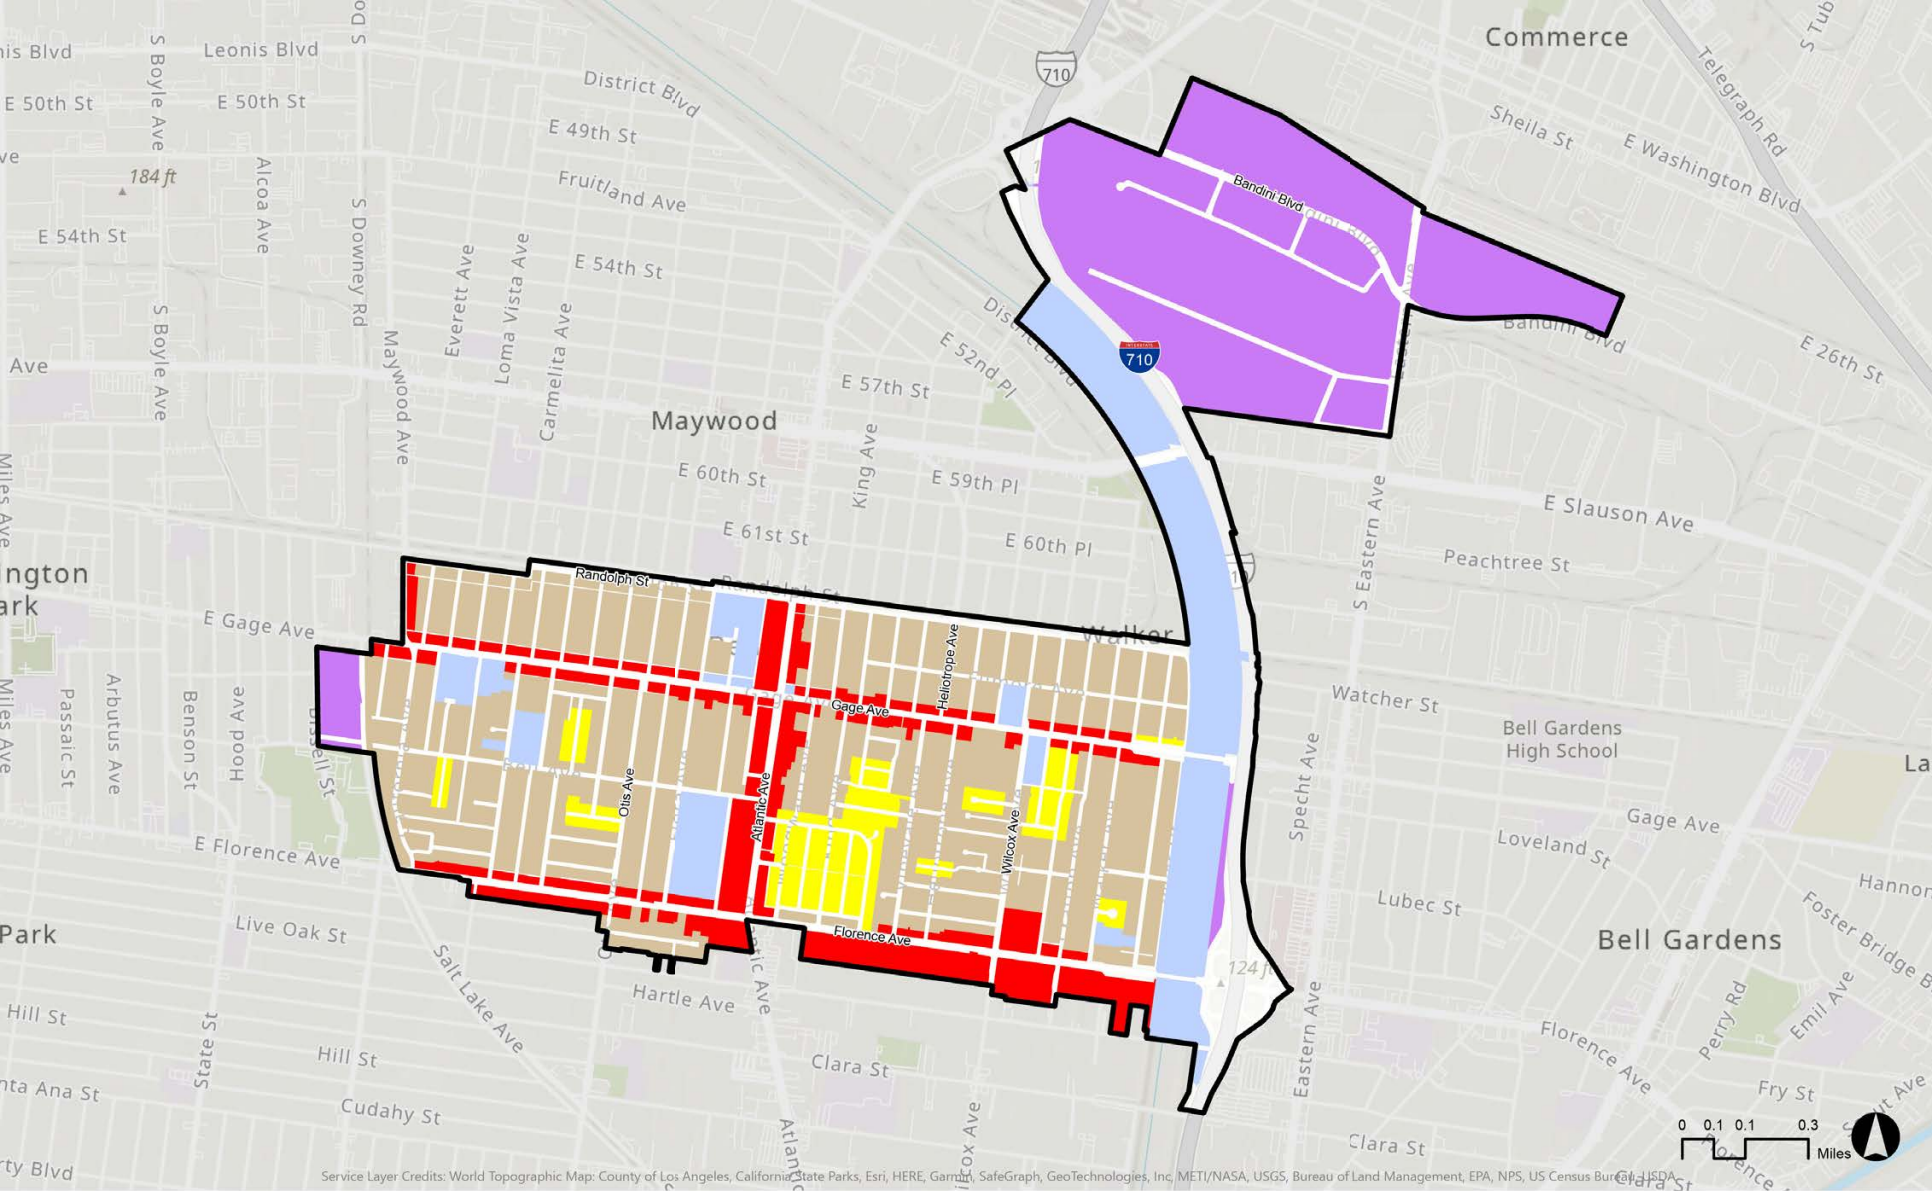 Commerce
Leonis Blvd
District Blvd
710
S Boyle Ave
E 50th St
E 50th St
E 49th St
Sheila St
Telegraph Rd
E Washington Blvd
184 ft
Alcoa Ave
Fruitland Ave
Bandini Blvd
S Downey Rd
E 54th St
Everett Ave
Loma Vista Ave
E 54th St
Bandini Blvd
S Boyle Ave
Carmelita Ave
Maywood Ave
E 52nd Pl
INTERSTATE
710
E 26th St
Ave
E 57th St
Maywood
King Ave
E 60th St
E 59th Pl
S Eastern Ave
E Slauson Ave
E 61st St
E 60th Pl
Peachtree St
Randolph St
Randolph St
Walker
E Gage Ave
Heliotrope Ave
Gage Ave
Watcher St
Bell Gardens
High School
Miles Ave
Passaic St
Arbutus Ave
Benson St
Hood Ave
Otis Ave
Atlantic Ave
Wilcox Ave
Specht Ave
Gage Ave
Loveland St
E Florence Ave
Lubec St
Live Oak St
Florence Ave
Bell Gardens
Park
124 ft
Salt Lake Ave
Hartle Ave
Eastern Ave
Perry Rd
Emil Ave
Hill St
State St
Hill St
Clara St
Florence Ave
Fry St
Cudahy St
Clara St
0 0.1 0.1 0.3
Miles
Service Layer Credits: World Topographic Map: County of Los Angeles, California State Parks, Esri, HERE, Garmin, SafeGraph, GeoTechnologies, Inc, METI/NASA, USGS, Bureau of Land Management, EPA, NPS, US Census Bureau, USDA